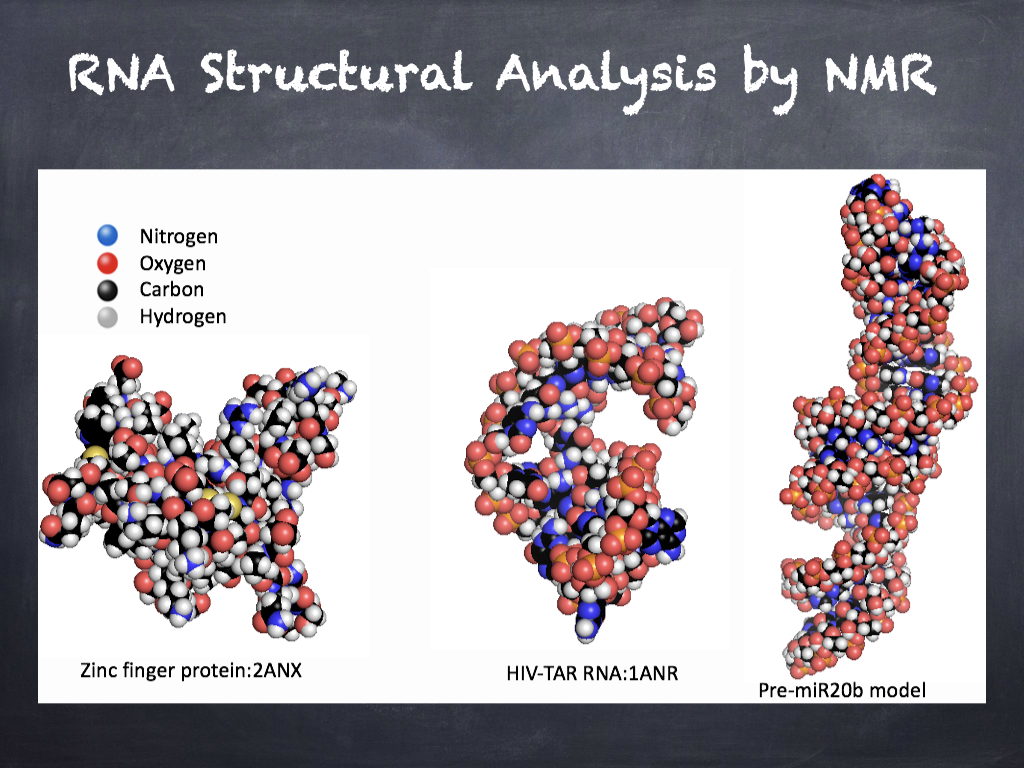 RNA Structural Analysis by NMR
Nitrogen
Oxygen
Carbon
Hydrogen
Zinc finger protein:2ANX
HIV-TAR RNA:1ANR
Pre-miR20b model